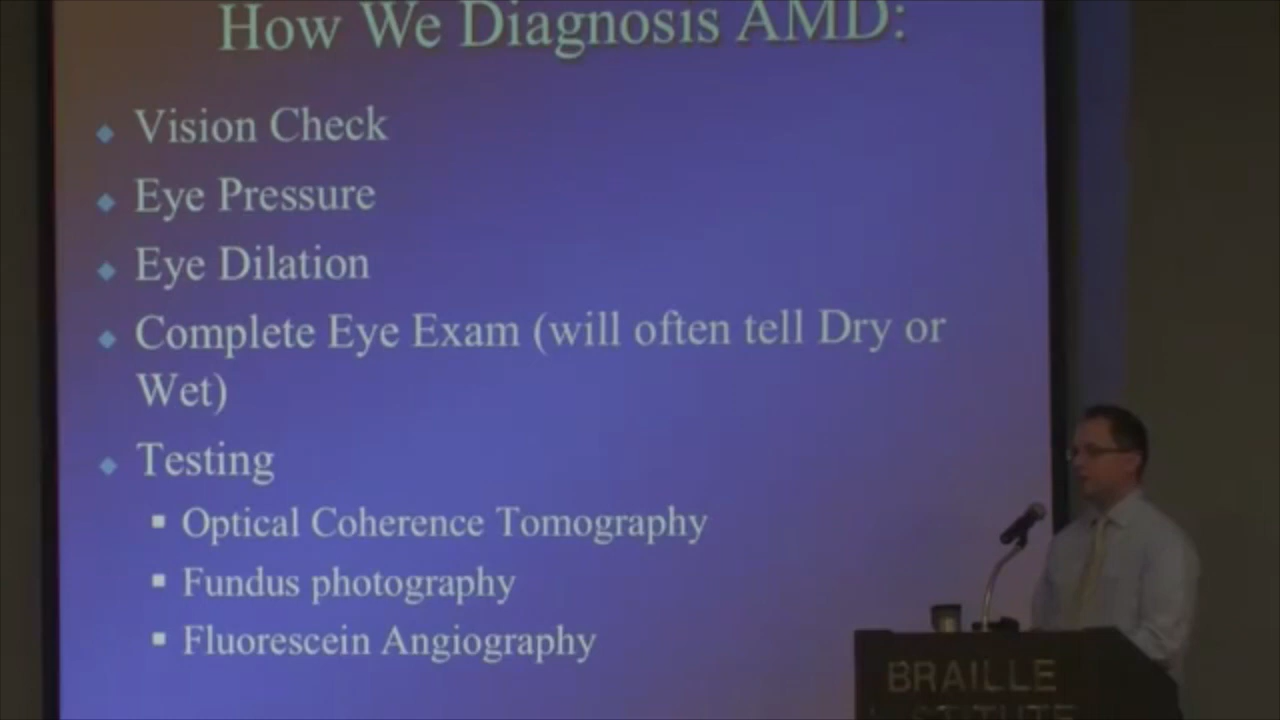 How We Diagnosis AMD:
Vision Check
Eye Pressure
Eye Dilation
Complete Eye Exam (will often tell Dry or
Wet)
Testing
Optical Coherence Tomography
Fundus photography
Fluorescein Angiography
BRAILLE